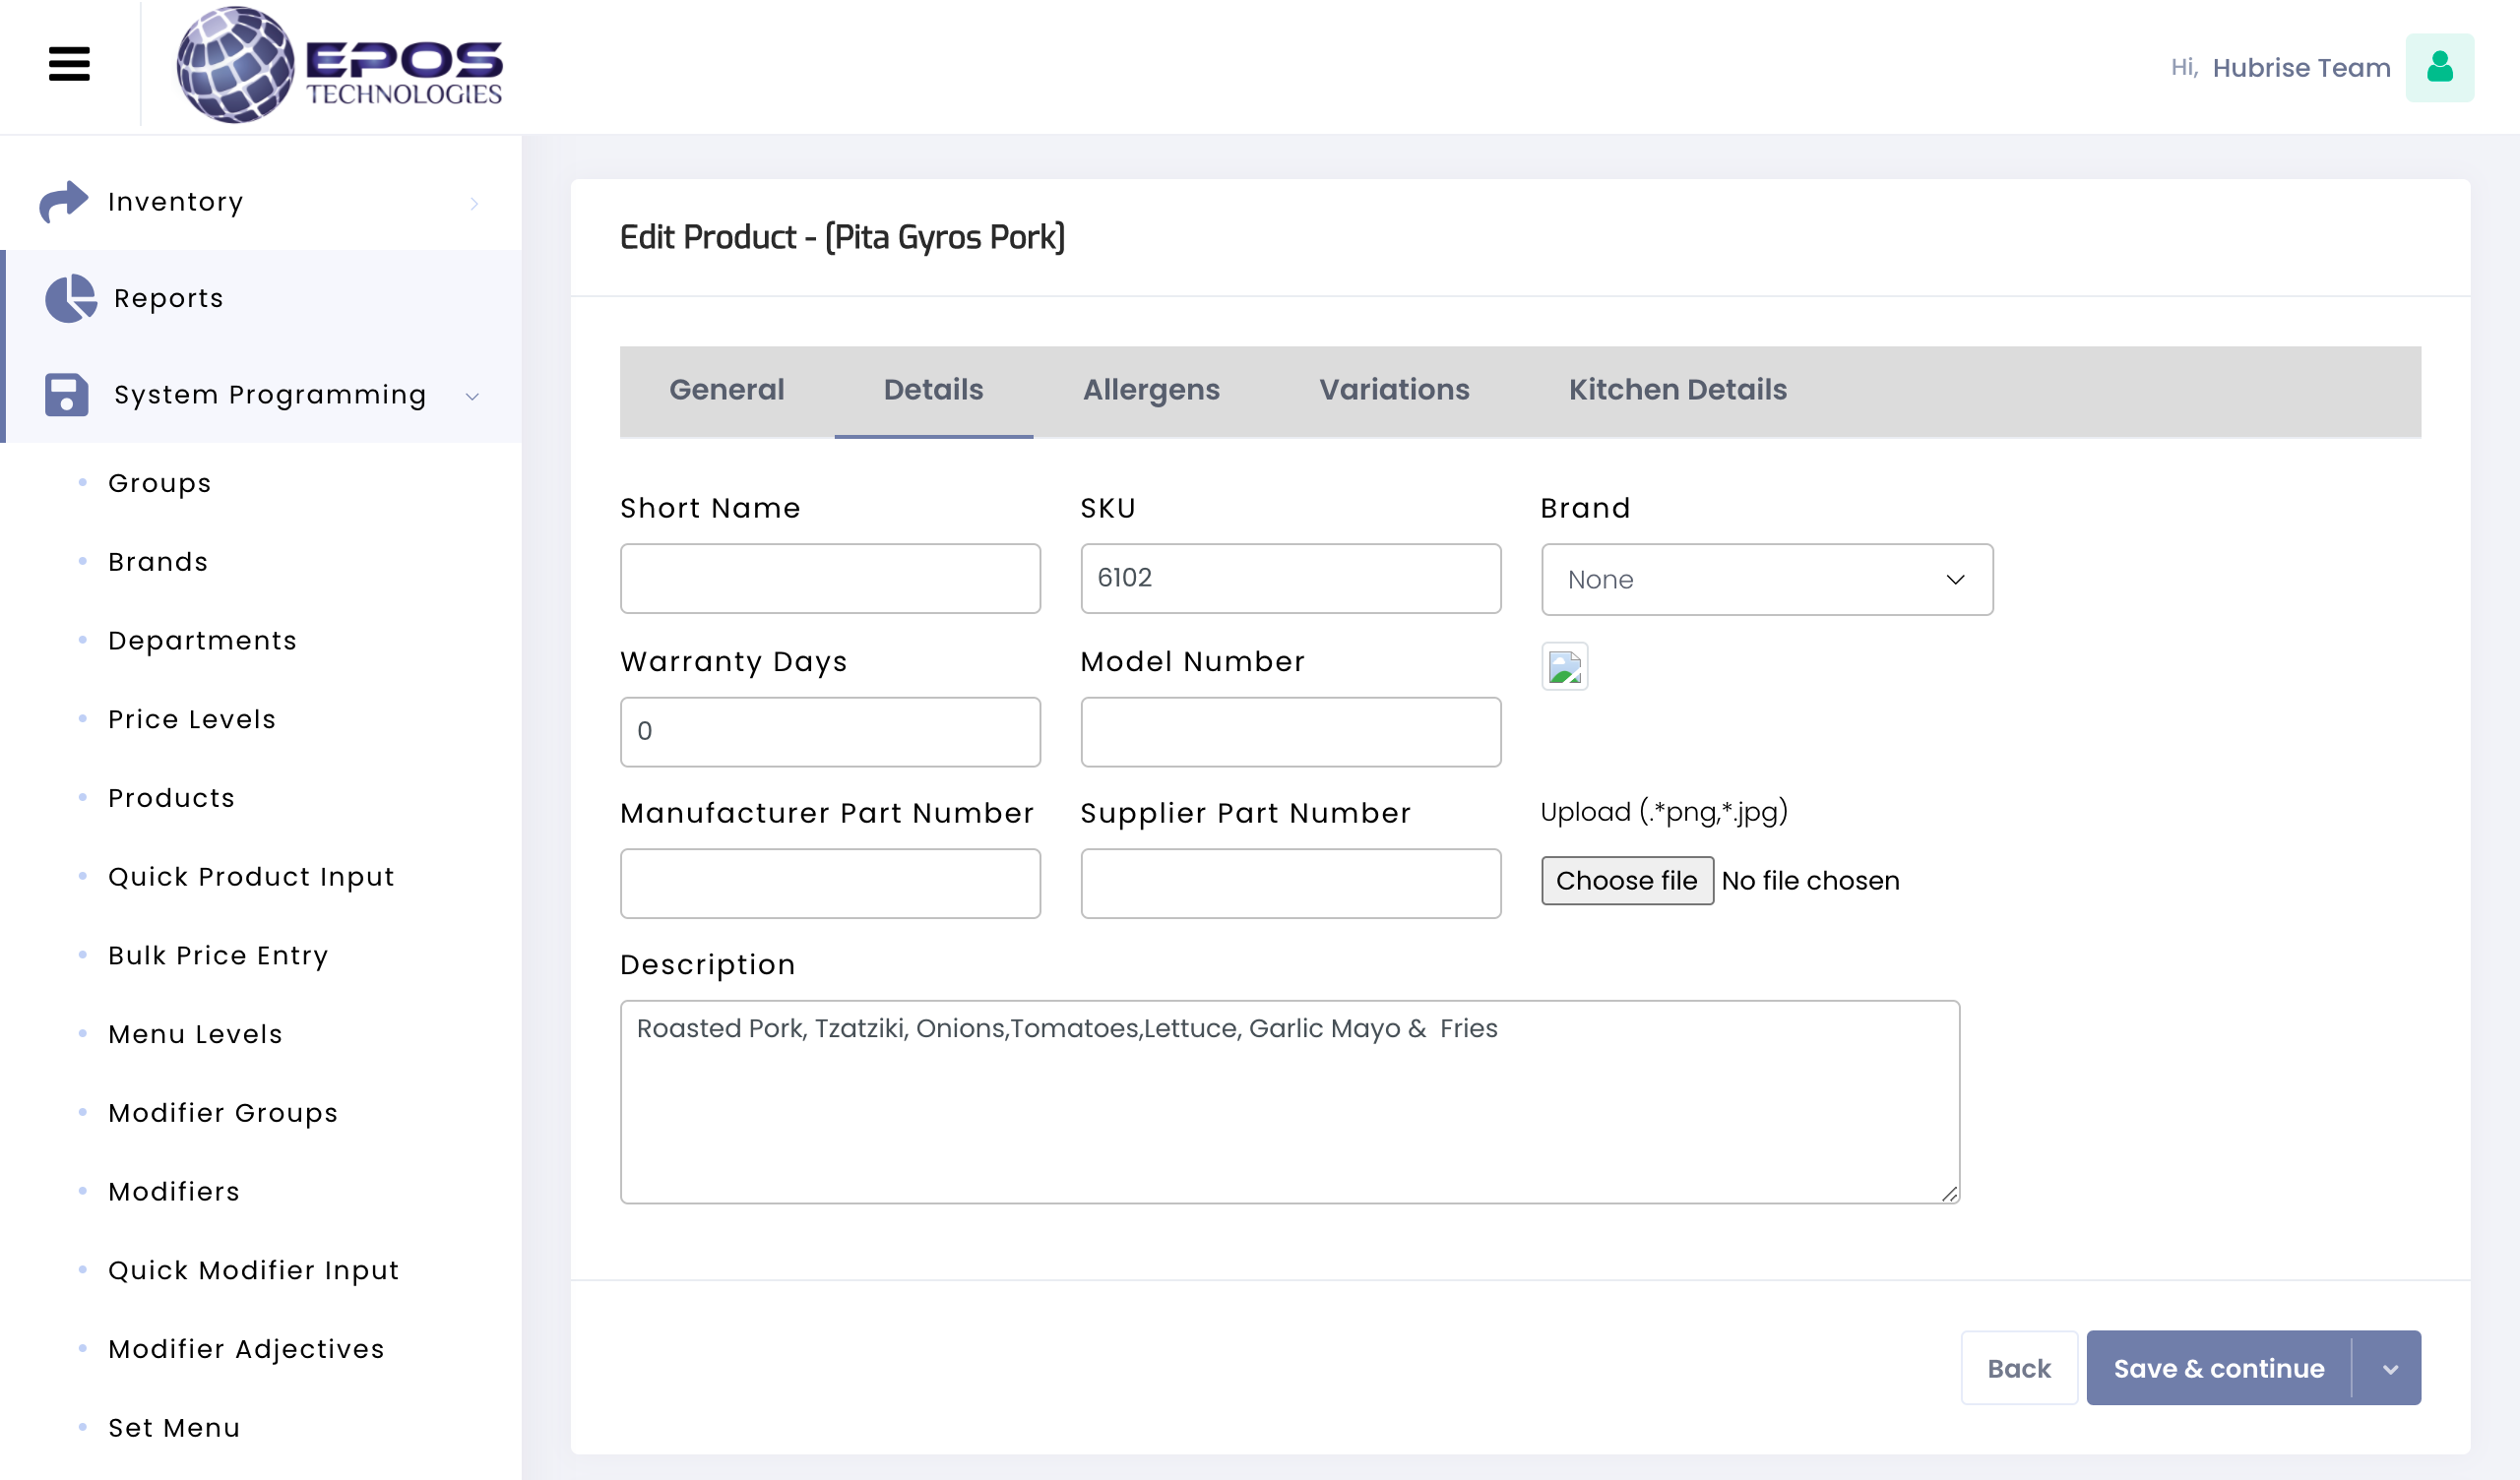 EPOS
TECHNOLOGIES
Hi, Hubrise Team
Inventory
Reports
System Programming
Groups
Brands
Departments
Price Levels
Products
Quick Product Input
Bulk Price Entry
Menu Levels
Modifier Groups
Modifiers
Quick Modifier Input
Modifier Adjectives
Set Menu
Edit Product - [Pita Gyros Pork]
General Details Allergens Variations Kitchen Details
Short Name SKU Brand
6102 None
Warranty Days Model Number
0
Manufacturer Part Number Supplier Part Number Upload (.*png,*.jpg)
Choose file No file chosen
Description
Roasted Pork, Tzatziki, Onions,Tomatoes,Lettuce, Garlic Mayo &  Fries
Back Save & continue